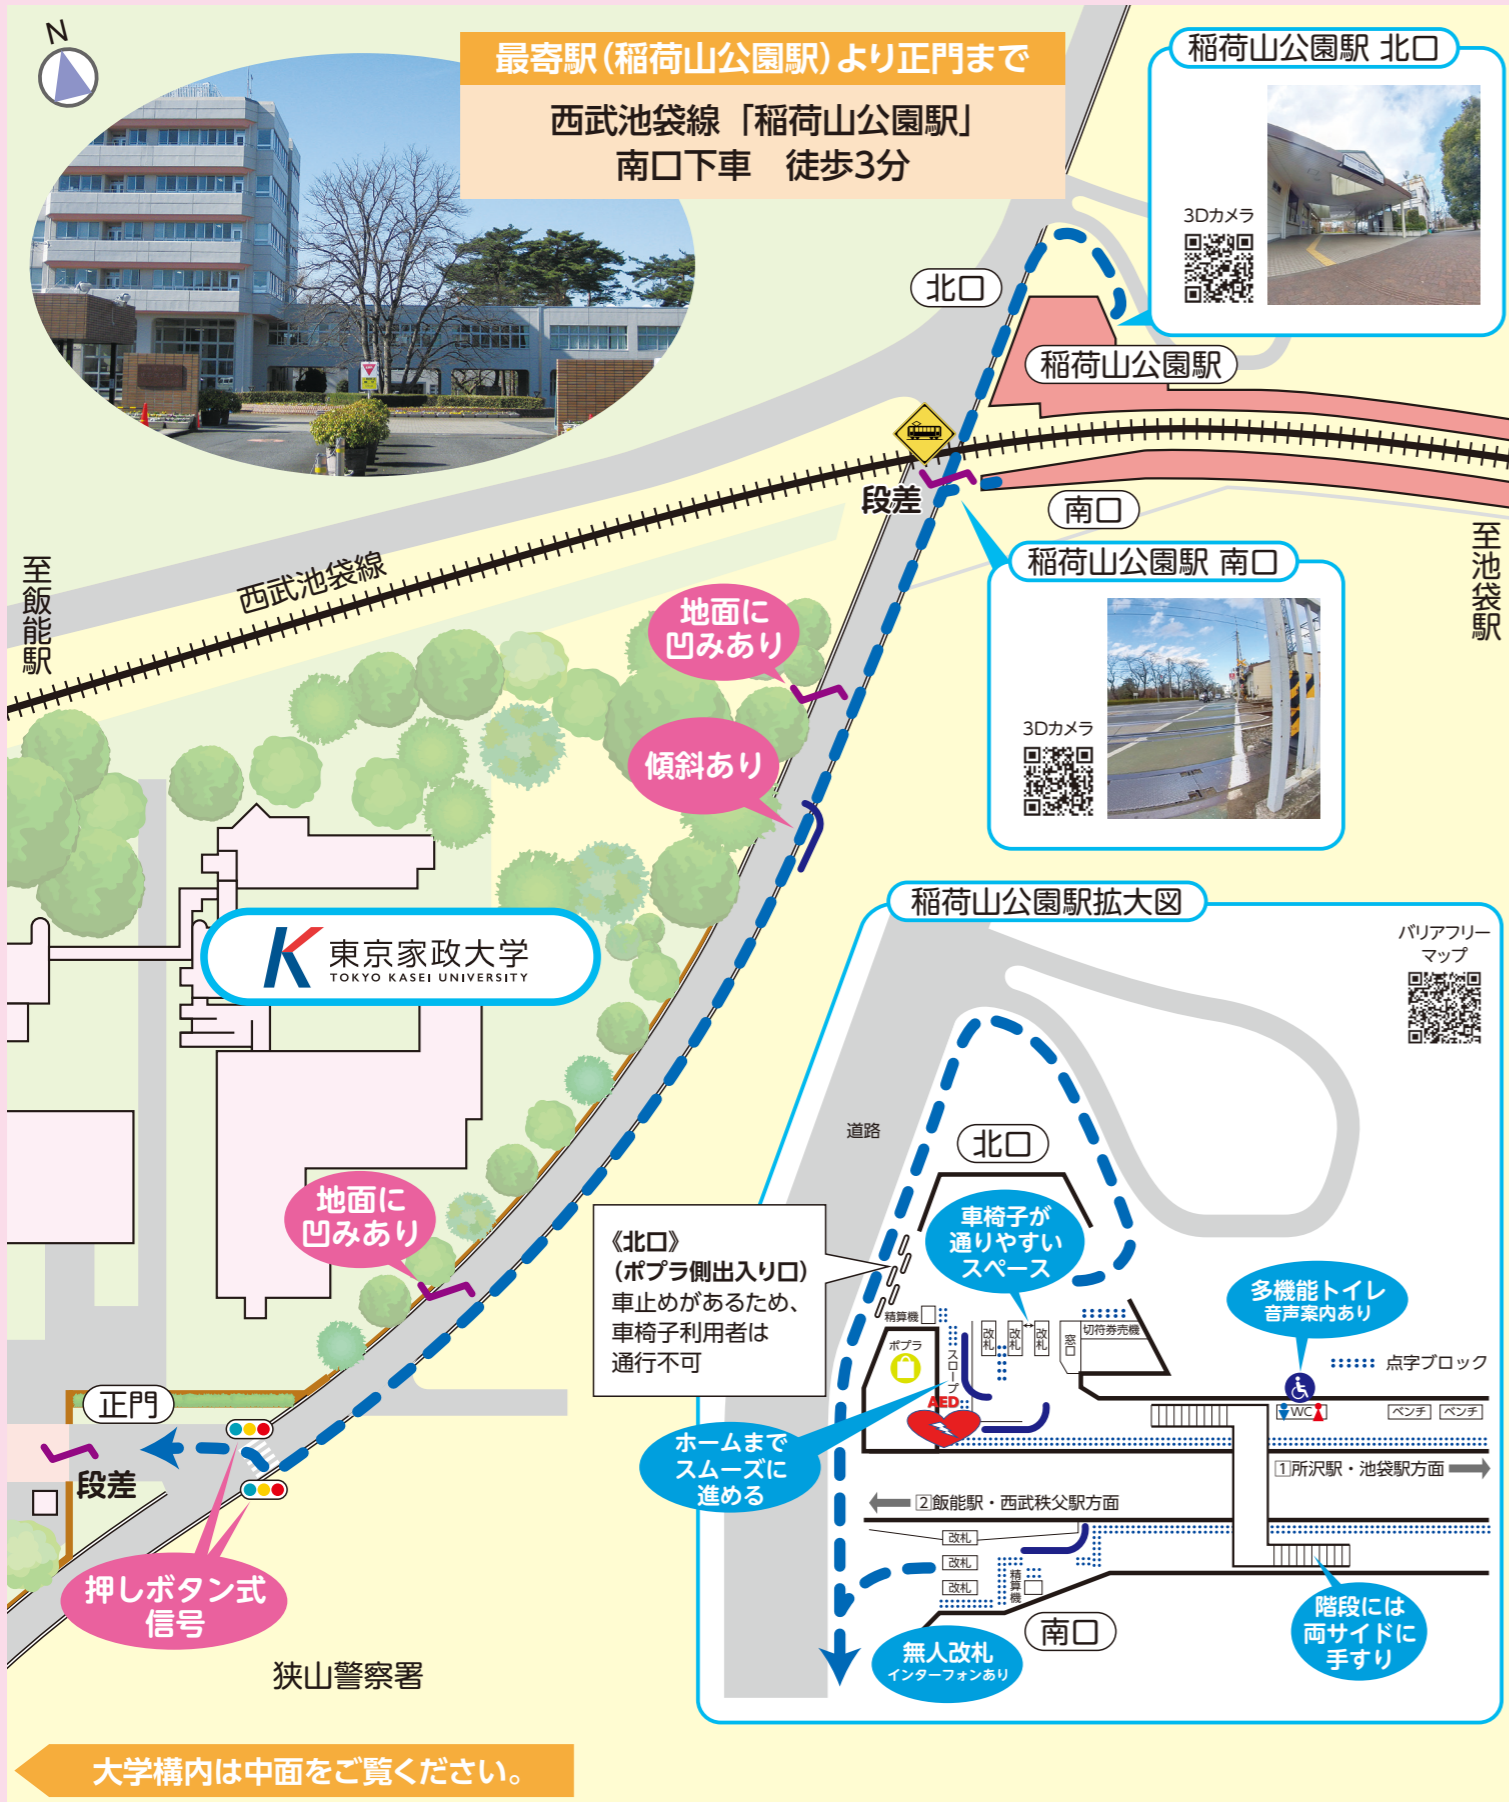 N
最寄駅(稲荷山公園駅)より正門まで
西武池袋線「稲荷山公園駅」
南口下車　徒歩3分
稲荷山公園駅 北口
3Dカメラ
北口
稲荷山公園駅
段差
南口
至飯能駅
西武池袋線
至池袋駅
稲荷山公園駅 南口
3Dカメラ
地面に
凹みあり
傾斜あり
東京家政大学
TOKYO KASEI UNIVERSITY
地面に
凹みあり
正門
段差
押しボタン式
信号
狭山警察署
稲荷山公園駅拡大図
バリアフリー
マップ
道路
北口
《北口》
(ポプラ側出入り口)
車止めがあるため、
車椅子利用者は
通行不可
車椅子が
通りやすい
スペース
多機能トイレ
音声案内あり
精算機
ポプラ
スロープ
改札
改札
改札
窓口
切符券売機
点字ブロック
AED
WC
ベンチ
ベンチ
ホームまで
スムーズに
進める
1所沢駅・池袋駅方面
2飯能駅・西武秩父駅方面
改札
改札
改札
精算機
南口
無人改札
インターフォンあり
階段には
両サイドに
手すり
大学構内は中面をご覧ください。